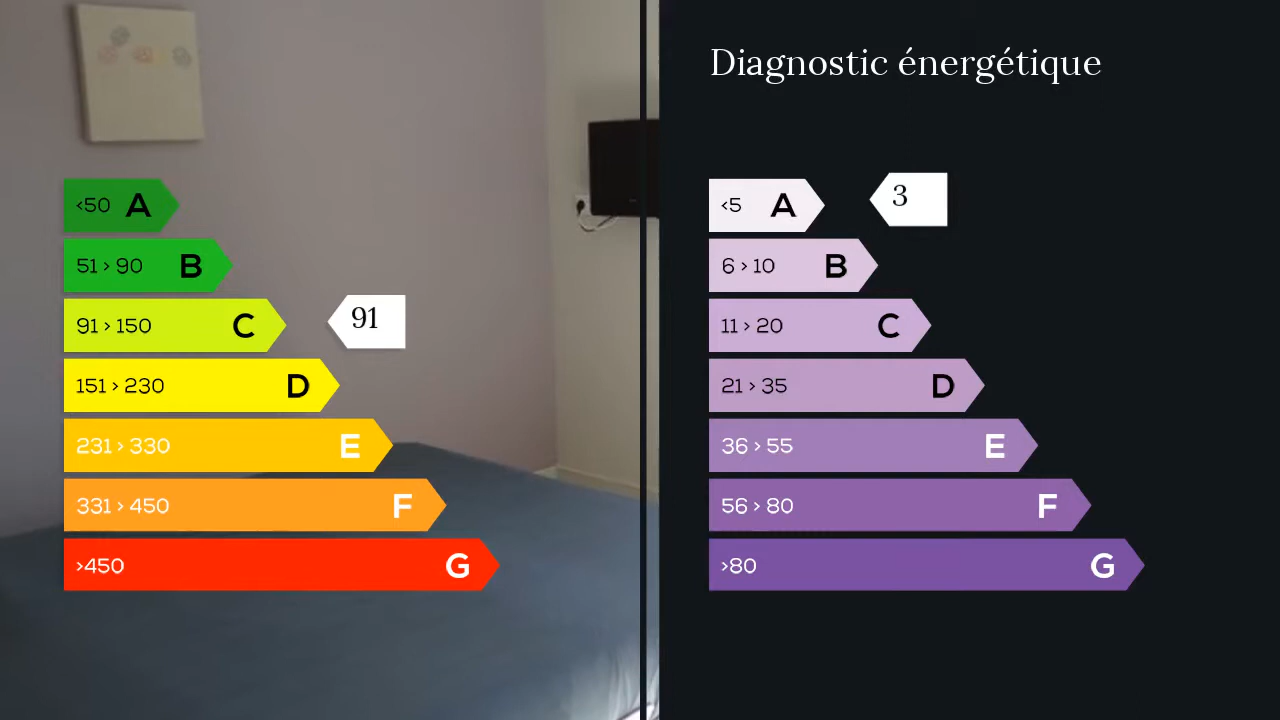 Diagnostic énergétique
<50 A
51 > 90 B
91 > 150 C
91
151 > 230 D
231 > 330 E
331 > 450 F
>450 G
<5 A
3
6 > 10 B
11 > 20 C
21 > 35 D
36 > 55 E
56 > 80 F
>80 G